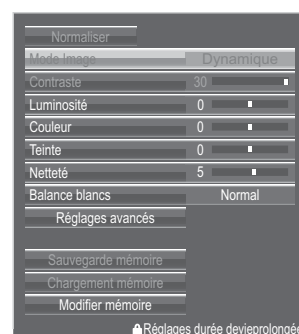 Normaliser
Mode Image Dynamique
Contraste 30
Luminosité 0
Couleur 0
Teinte 0
Netteté 5
Balance blancs Normal
Réglages avancés
Sauvegarde mémoire
Chargement mémoire
Modifier mémoire
Réglages durée devieprolongée